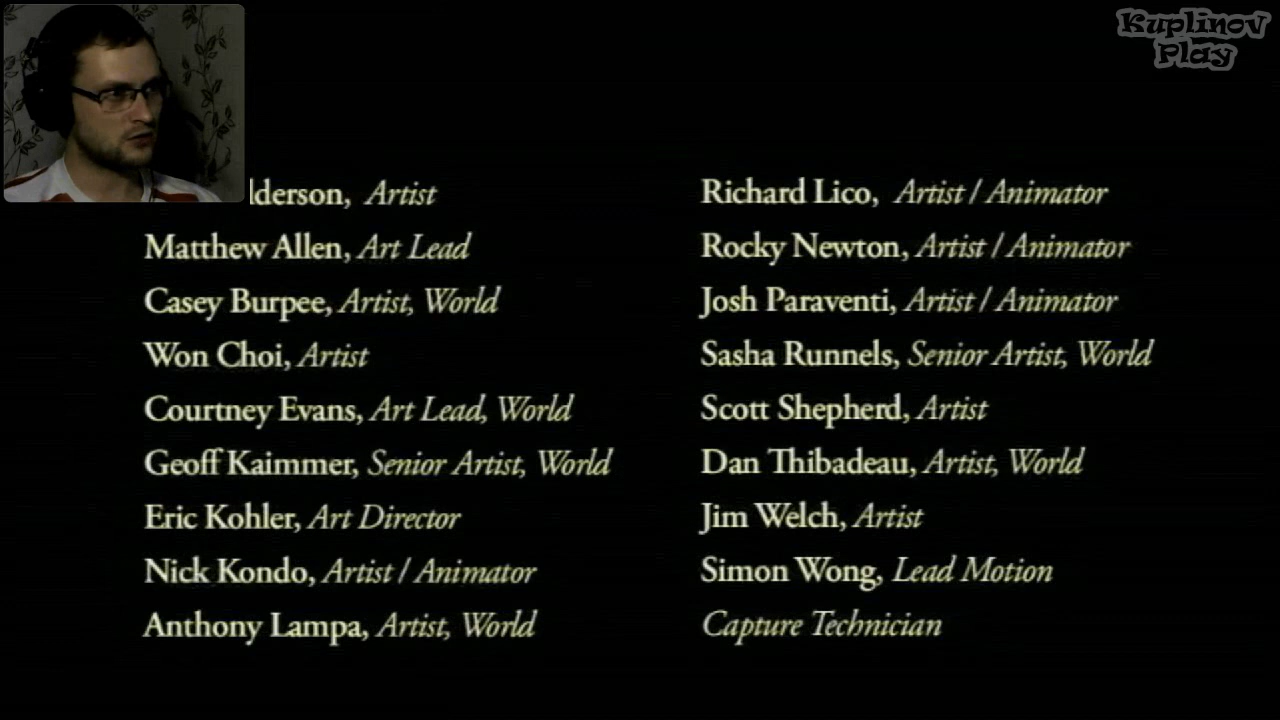 Kuplinov
Play
Artist
Matthew Allen, Art Lead
Casey Burpee, Artist, World
Won Choi, Artist
Courtney Evans, Art Lead, World
Geoff Kaimmer, Senior Artist, World
Eric Kohler, Art Director
Nick Kondo, Artist / Animator
Anthony Lampa, Artist, World
Richard Lico, Artist / Animator
Rocky Newton, Artist / Animator
Josh Paraventi, Artist / Animator
Sasha Runnels, Senior Artist, World
Scott Shepherd, Artist
Dan Thibadeau, Artist, World
Jim Welch, Artist
Simon Wong, Lead Motion
Capture Technician